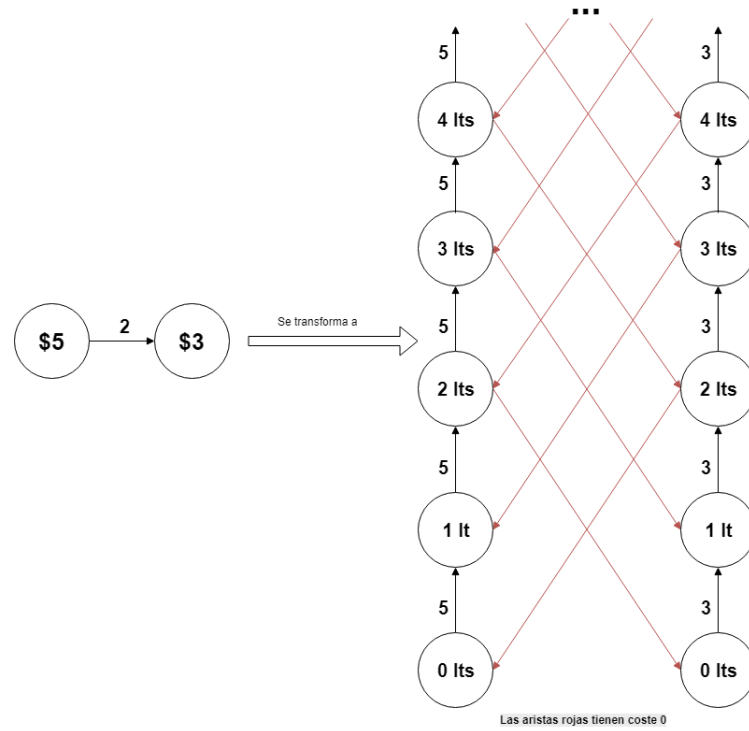 ...
5
3
4 lts
4 lts
5
3
3 lts
3 lts
$5
2
$3
Se transforma a
5
3
2 lts
2 lts
5
3
1 lt
1 lt
5
3
0 lts
0 lts
Las aristas rojas tienen coste 0